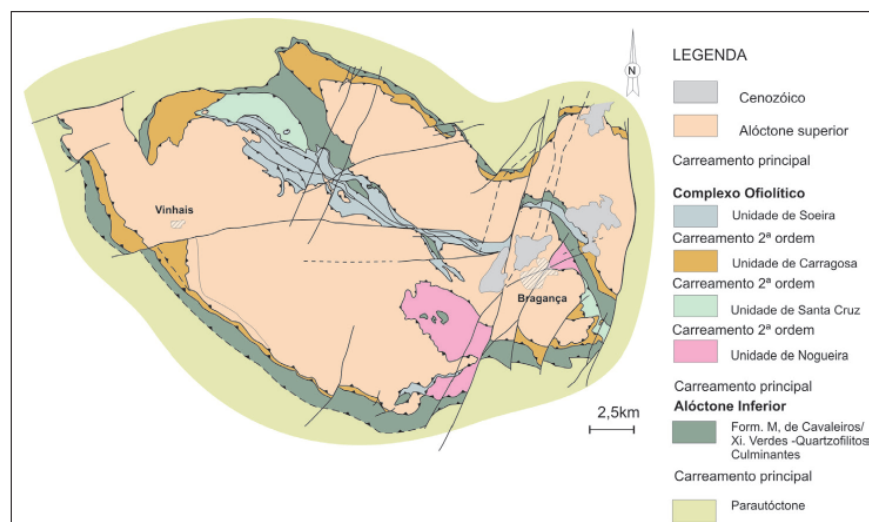 N
LEGENDA
Cenozóico
Alóctone superior
Carreamento principal
Complexo Ofiolítico
Unidade de Soeira
Carreamento 2ª ordem
Unidade de Carragosa
Carreamento 2ª ordem
Unidade de Santa Cruz
Carreamento 2ª ordem
Unidade de Nogueira
Carreamento principal
Alóctone Inferior
Form. M, de Cavaleiros/
Xi. Verdes -Quartzofilitos
Culminantes
Carreamento principal
Parautóctone
Vinhais
Bragança
2,5km